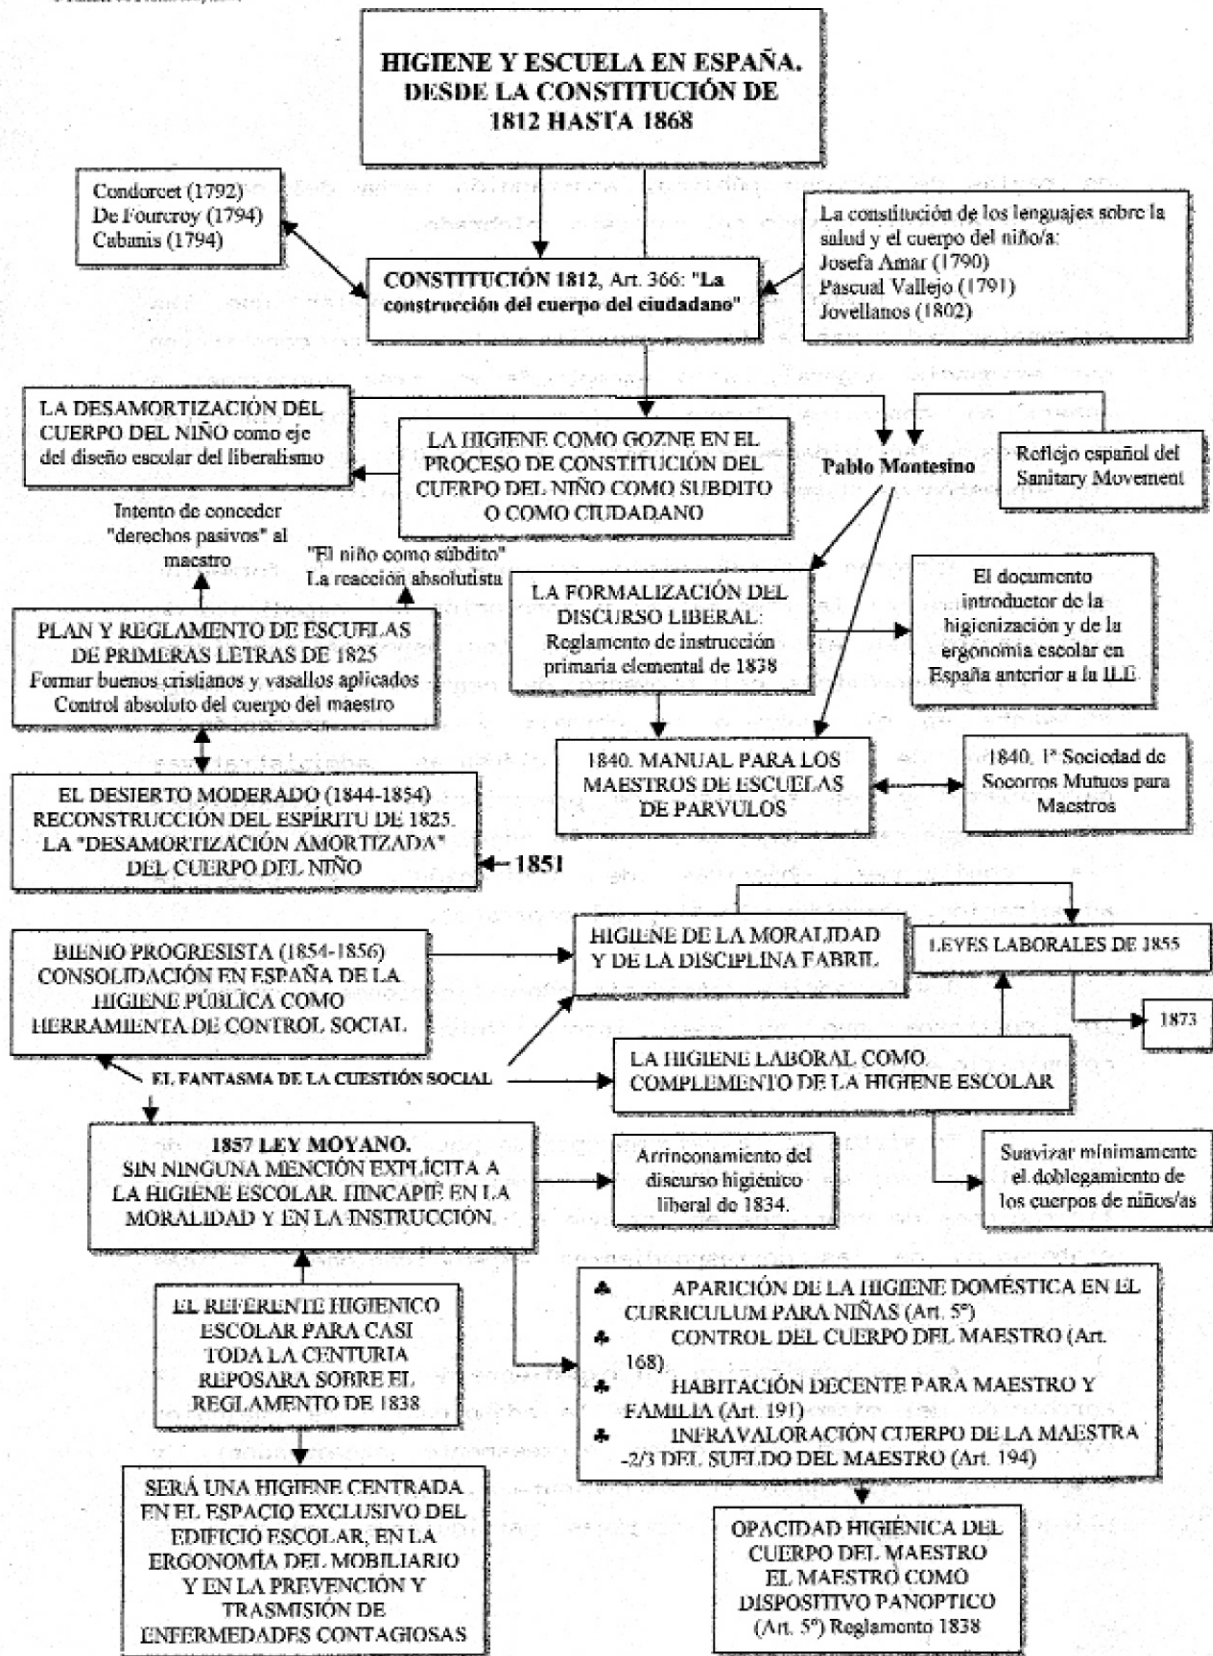 HIGIENE Y ESCUELA EN ESPAÑA.
DESDE LA CONSTITUCIÓN DE
1812 HASTA 1868
Condorcet (1792)
De Fourcroy (1794)
Cabanis (1794)
La constitución de los lenguajes sobre la
salud y el cuerpo del niño/a:
Josefa Amar (1790)
Pascual Vallejo (1791)
Jovellanos (1802)
CONSTITUCIÓN 1812, Art. 366: "La
construcción del cuerpo del ciudadano"
LA DESAMORTIZACIÓN DEL
CUERPO DEL NIÑO como eje
del diseño escolar del liberalismo
LA HIGIENE COMO GOZNE EN EL
PROCESO DE CONSTITUCIÓN DEL
CUERPO DEL NIÑO COMO SUBDITO
O COMO CIUDADANO
Pablo Montesino
Reflejo español del
Sanitary Movement
Intento de conceder
"derechos pasivos" al
maestro
"El niño como súbdito"
La reacción absolutista
PLAN Y REGLAMENTO DE ESCUELAS
DE PRIMERAS LETRAS DE 1825
Formar buenos cristianos y vasallos aplicados
Control absoluto del cuerpo del maestro
LA FORMALIZACIÓN DEL
DISCURSO LIBERAL:
Reglamento de instrucción
primaria elemental de 1838
El documento
introductor de la
higienización y de la
ergonomía escolar en
España anterior a la ILE
EL DESIERTO MODERADO (1844-1854)
RECONSTRUCCIÓN DEL ESPÍRITU DE 1825.
LA "DESAMORTIZACIÓN AMORTIZADA"
DEL CUERPO DEL NIÑO
1851
1840. MANUAL PARA LOS
MAESTROS DE ESCUELAS
DE PARVULOS
1840. 1ª Sociedad de
Socorros Mutuos para
Maestros
BIENIO PROGRESISTA (1854-1856)
CONSOLIDACIÓN EN ESPAÑA DE LA
HIGIENE PÚBLICA COMO
HERRAMIENTA DE CONTROL SOCIAL
HIGIENE DE LA MORALIDAD
Y DE LA DISCIPLINA FABRIL
LEYES LABORALES DE 1855
1873
EL FANTASMA DE LA CUESTIÓN SOCIAL
LA HIGIENE LABORAL COMO
COMPLEMENTO DE LA HIGIENE ESCOLAR
1857 LEY MOYANO.
SIN NINGUNA MENCIÓN EXPLÍCITA A
LA HIGIENE ESCOLAR. HINCAPIÉ EN LA
MORALIDAD Y EN LA INSTRUCCIÓN.
Arrinconamiento del
discurso higiénico
liberal de 1834.
Suavizar mínimamente
el doblegamiento de
los cuerpos de niños/as
EL REFERENTE HIGIENICO
ESCOLAR PARA CASI
TODA LA CENTURIA
REPOSARA SOBRE EL
REGLAMENTO DE 1838
♣ APARICIÓN DE LA HIGIENE DOMÉSTICA EN EL
CURRICULUM PARA NIÑAS (Art. 5º)
♣ CONTROL DEL CUERPO DEL MAESTRO (Art.
168)
♣ HABITACIÓN DECENTE PARA MAESTRO Y
FAMILIA (Art. 191)
♣ INFRAVALORACIÓN CUERPO DE LA MAESTRA
-2/3 DEL SUELDO DEL MAESTRO (Art. 194)
SERÁ UNA HIGIENE CENTRADA
EN EL ESPACIO EXCLUSIVO DEL
EDIFICIO ESCOLAR, EN LA
ERGONOMÍA DEL MOBILIARIO
Y EN LA PREVENCIÓN Y
TRASMISIÓN DE
ENFERMEDADES CONTAGIOSAS
OPACIDAD HIGIÉNICA DEL
CUERPO DEL MAESTRO
EL MAESTRO COMO
DISPOSITIVO PANOPTICO
(Art. 5º) Reglamento 1838